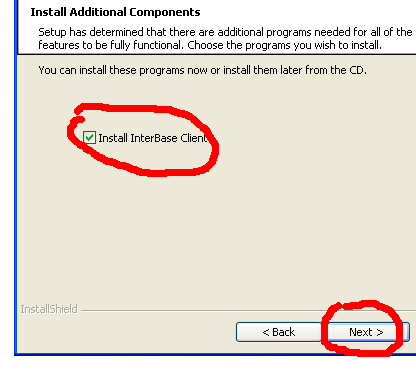 Install Additional Components
Setup has determined that there are additional programs needed for all of the
features to be fully functional. Choose the programs you wish to install.
You can install these programs now or install them later from the CD.
Install InterBase Client
InstallShield
< Back
Next >